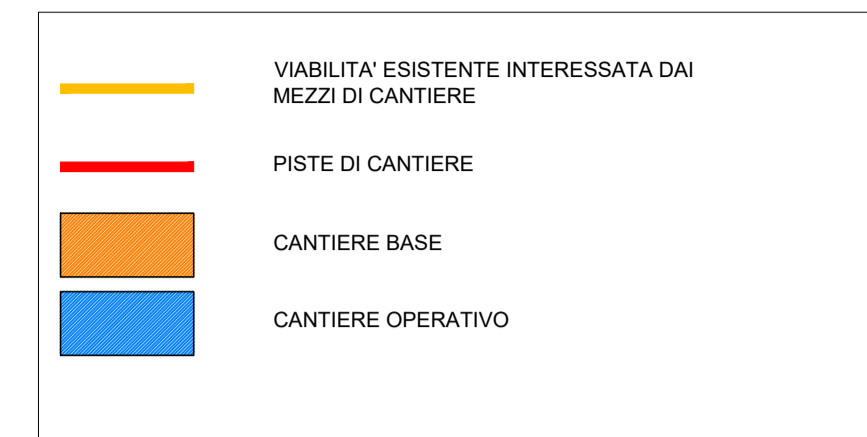 VIABILITA' ESISTENTE INTERESSATA DAI
MEZZI DI CANTIERE
PISTE DI CANTIERE
CANTIERE BASE
CANTIERE OPERATIVO